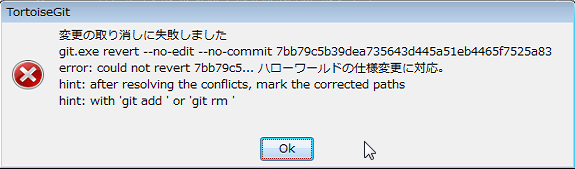 TortoiseGit
変更の取り消しに失敗しました
git.exe revert --no-edit --no-commit 7bb79c5b39dea735643d445a51eb4465f7525a83
error: could not revert 7bb79c5... ハローワールドの仕様変更に対応。
hint: after resolving the conflicts, mark the corrected paths
hint: with 'git add ' or 'git rm '
Ok